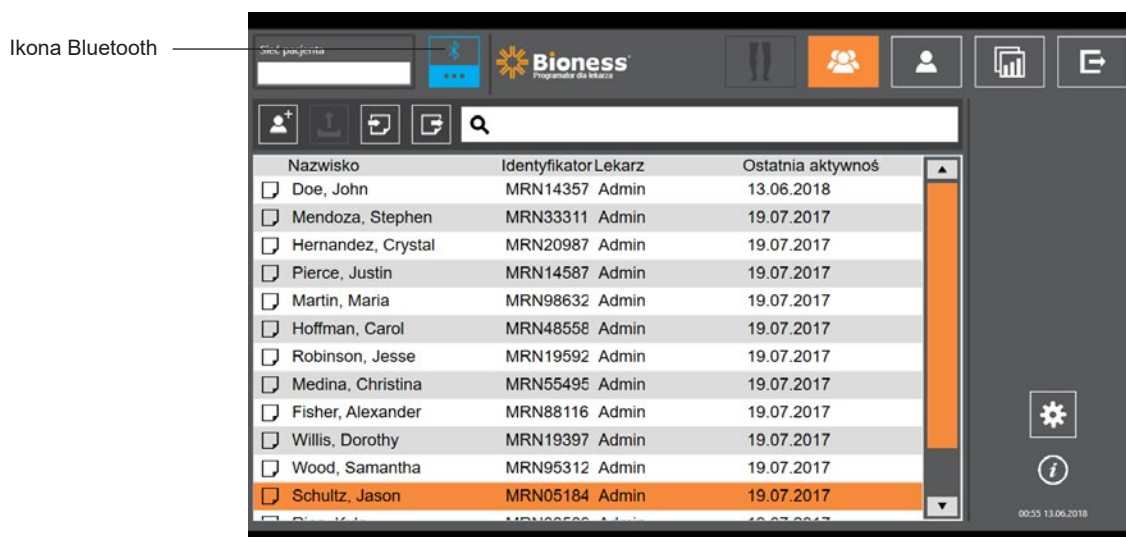 Ikona Bluetooth
Sieć pacjenta
Bioness
Programator dla lekarza
Nazwisko Identyfikator Lekarz Ostatnia aktywnoś
Doe, John MRN14357 Admin 13.06.2018
Mendoza, Stephen MRN33311 Admin 19.07.2017
Hernandez, Crystal MRN20987 Admin 19.07.2017
Pierce, Justin MRN14587 Admin 19.07.2017
Martin, Maria MRN98632 Admin 19.07.2017
Hoffman, Carol MRN48558 Admin 19.07.2017
Robinson, Jesse MRN19592 Admin 19.07.2017
Medina, Christina MRN55495 Admin 19.07.2017
Fisher, Alexander MRN88116 Admin 19.07.2017
Willis, Dorothy MRN19397 Admin 19.07.2017
Wood, Samantha MRN95312 Admin 19.07.2017
Schultz, Jason MRN05184 Admin 19.07.2017
00:55 13.06.2018